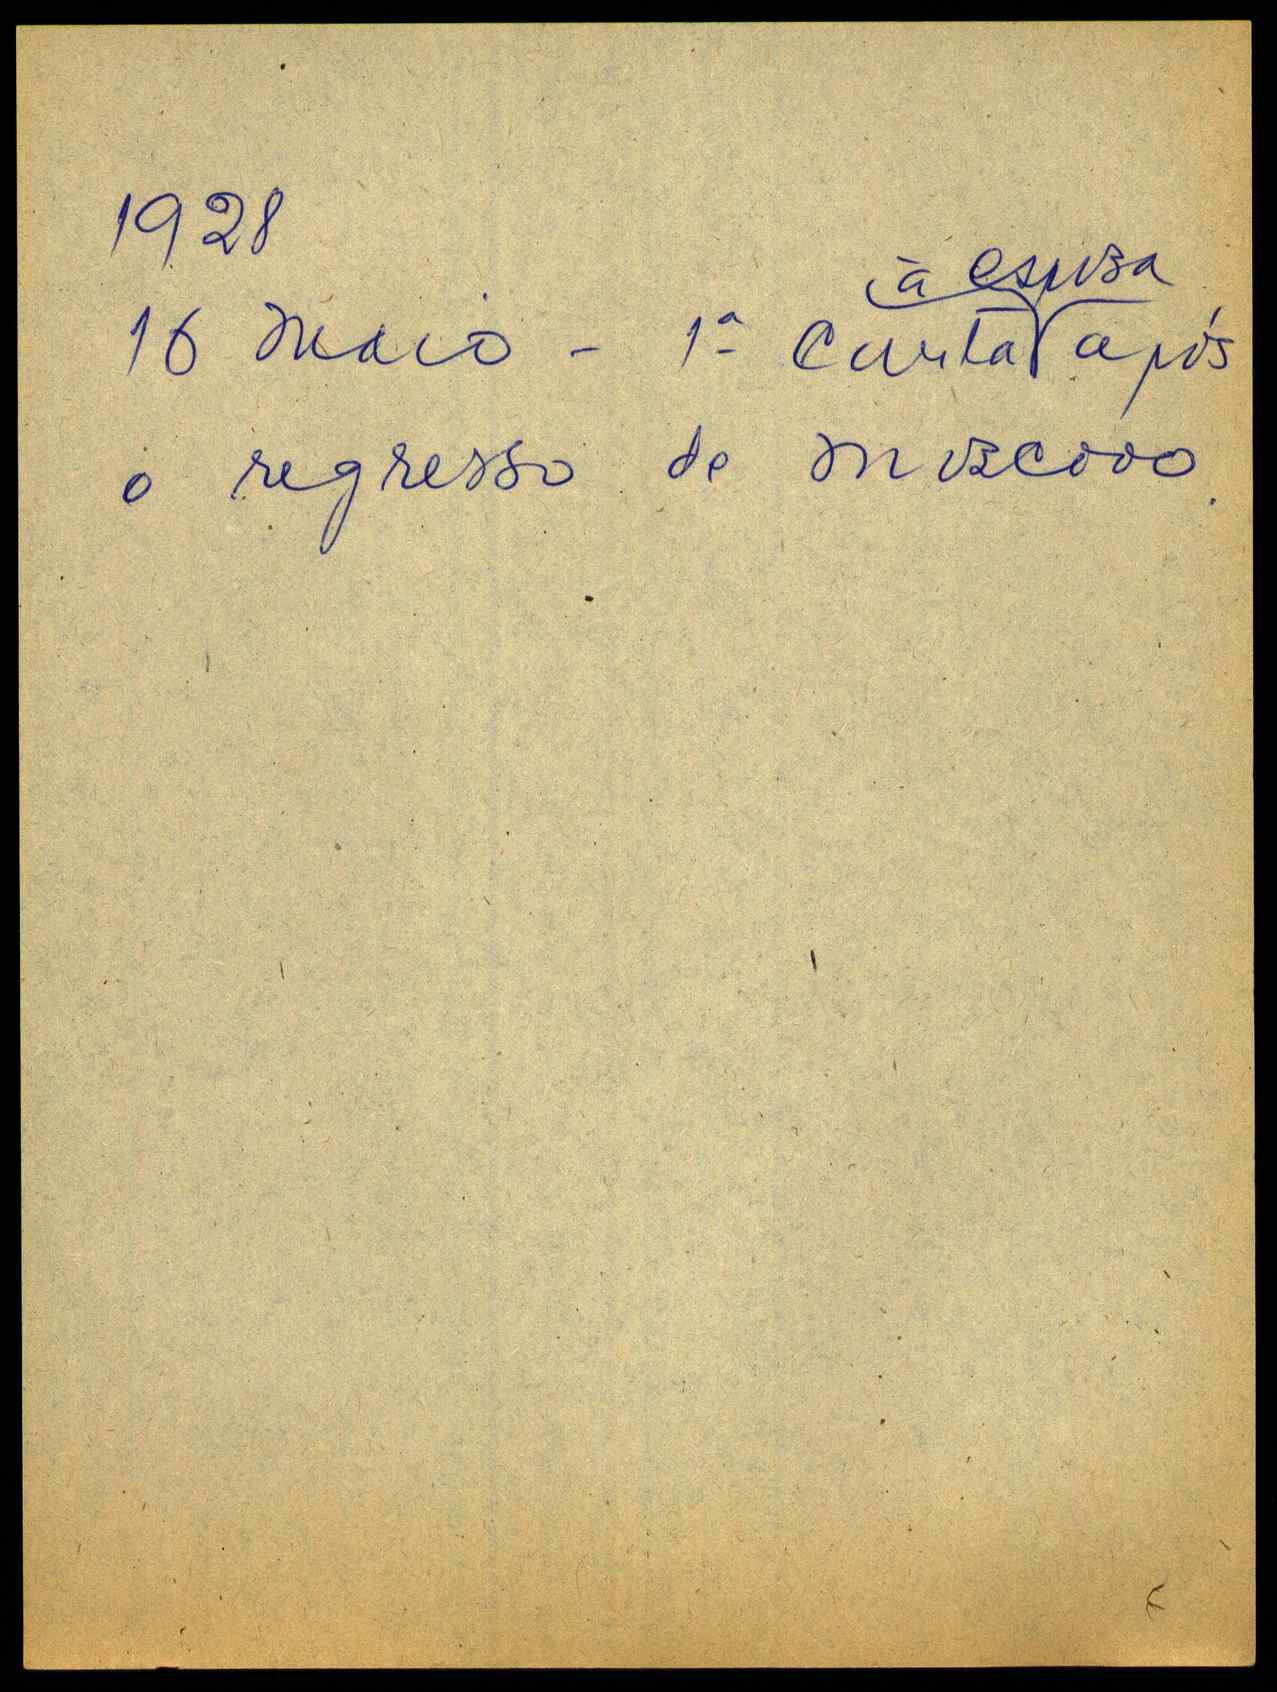 1928
à esposa
16 Maio - 1ª Carta após
o regresso de Moscovo.